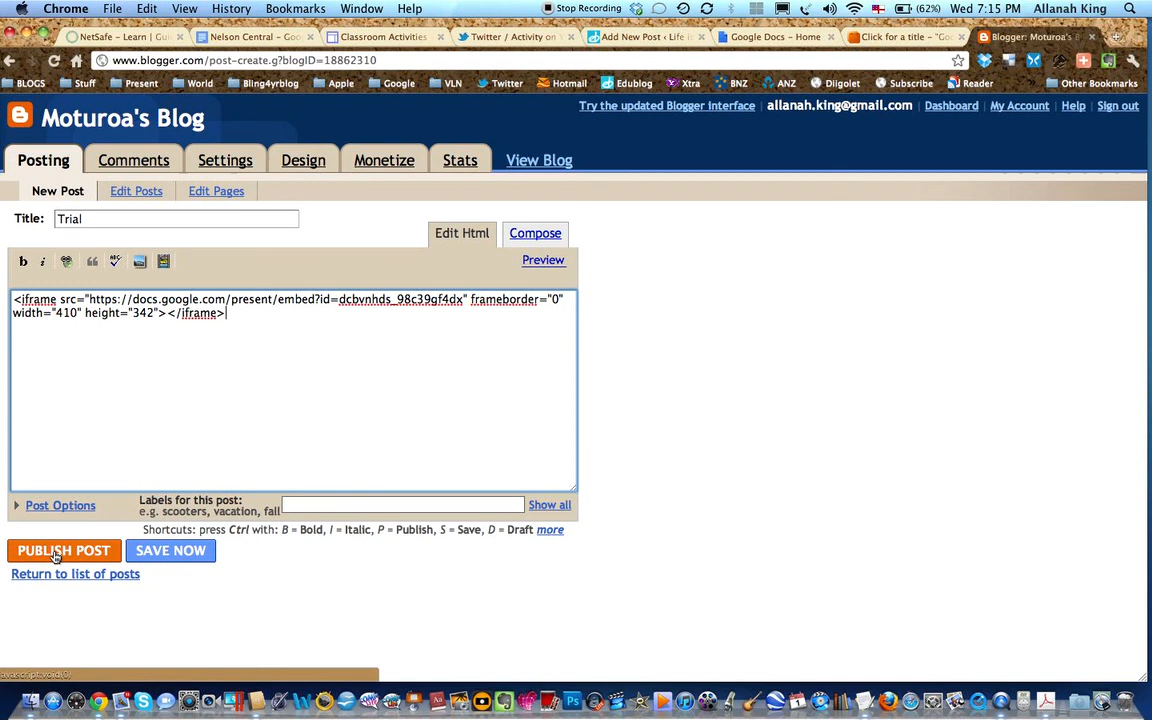 Chrome File Edit View History Bookmarks Window Help Stop Recording (62%) Wed 7:15 PM Allanah King
NetSafe – Learn | Gui Nelson Central – Goo Classroom Activities Twitter / Activity on Y Add New Post ‹ Life i Google Docs – Home Click for a title – "Go Blogger: Moturoa's B
www.blogger.com/post-create.g?blogID=18862310
BLOGS Stuff Present World Bling4yrblog Apple Google VLN Twitter Hotmail Edublog Xtra BNZ ANZ Diigolet Subscribe Reader Other Bookmarks
Try the updated Blogger interface allanah.king@gmail.com Dashboard My Account Help Sign out
Moturoa's Blog
Posting Comments Settings Design Monetize Stats View Blog
New Post Edit Posts Edit Pages
Title: Trial
Edit Html Compose
b i ABC Preview
<iframe src="https://docs.google.com/present/embed?id=dcbvnhds_98c39gf4dx" frameborder="0"
width="410" height="342"></iframe>
Post Options Labels for this post: Show all
e.g. scooters, vacation, fall
Shortcuts: press Ctrl with: B = Bold, I = Italic, P = Publish, S = Save, D = Draft more
PUBLISH POST SAVE NOW
Return to list of posts
avascript:void(0)